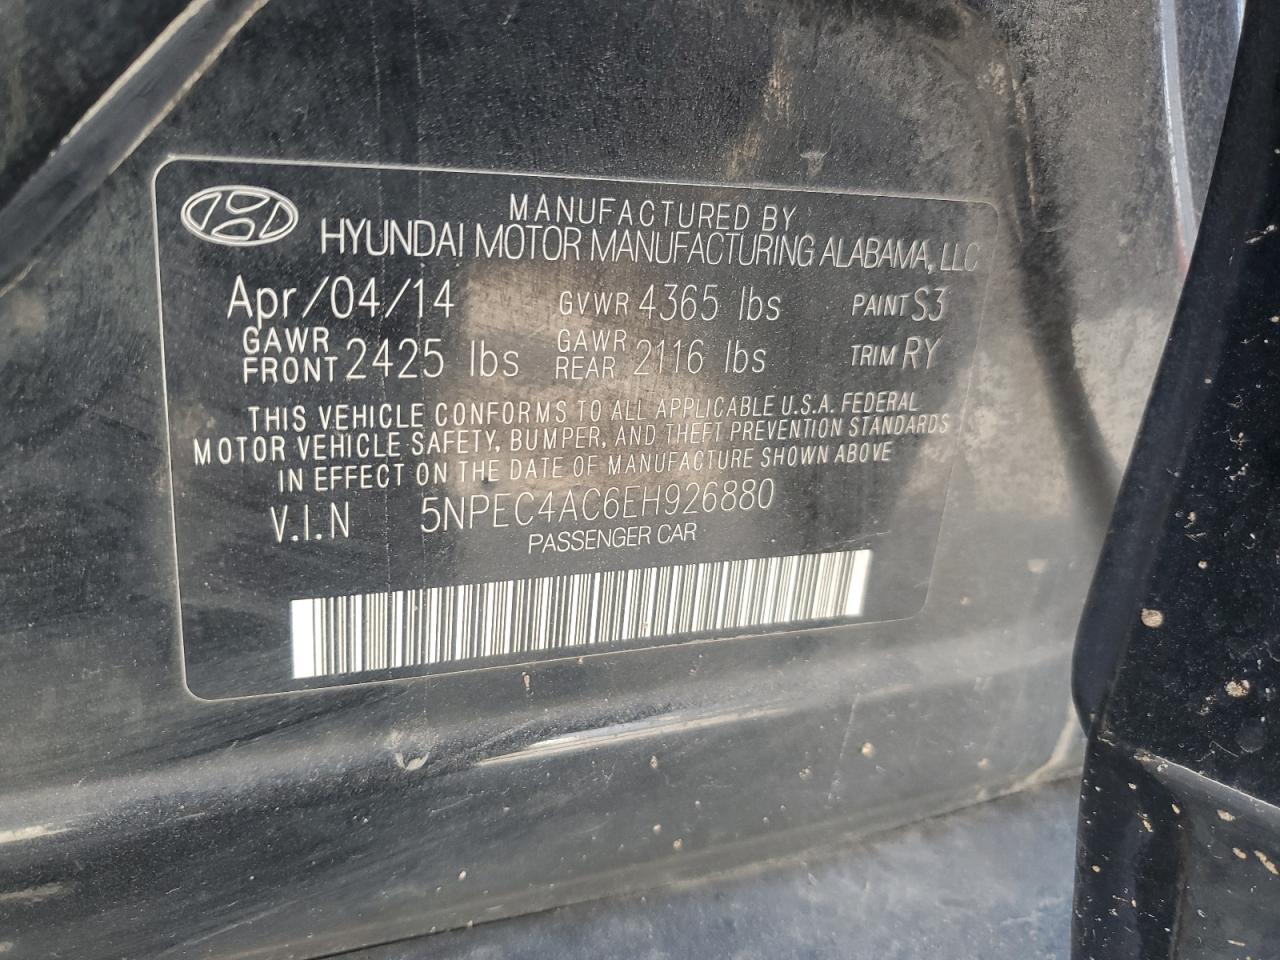 MANUFACTURED BY
HYUNDAI MOTOR MANUFACTURING ALABAMA, LLC
Apr/04/14 GVWR 4365 lbs PAINT S3
GAWR FRONT 2425 lbs GAWR REAR 2116 lbs TRIM RY
THIS VEHICLE CONFORMS TO ALL APPLICABLE U.S.A. FEDERAL
MOTOR VEHICLE SAFETY, BUMPER, AND THEFT PREVENTION STANDARDS
IN EFFECT ON THE DATE OF MANUFACTURE SHOWN ABOVE
V.I.N 5NPEC4AC6EH926880
PASSENGER CAR